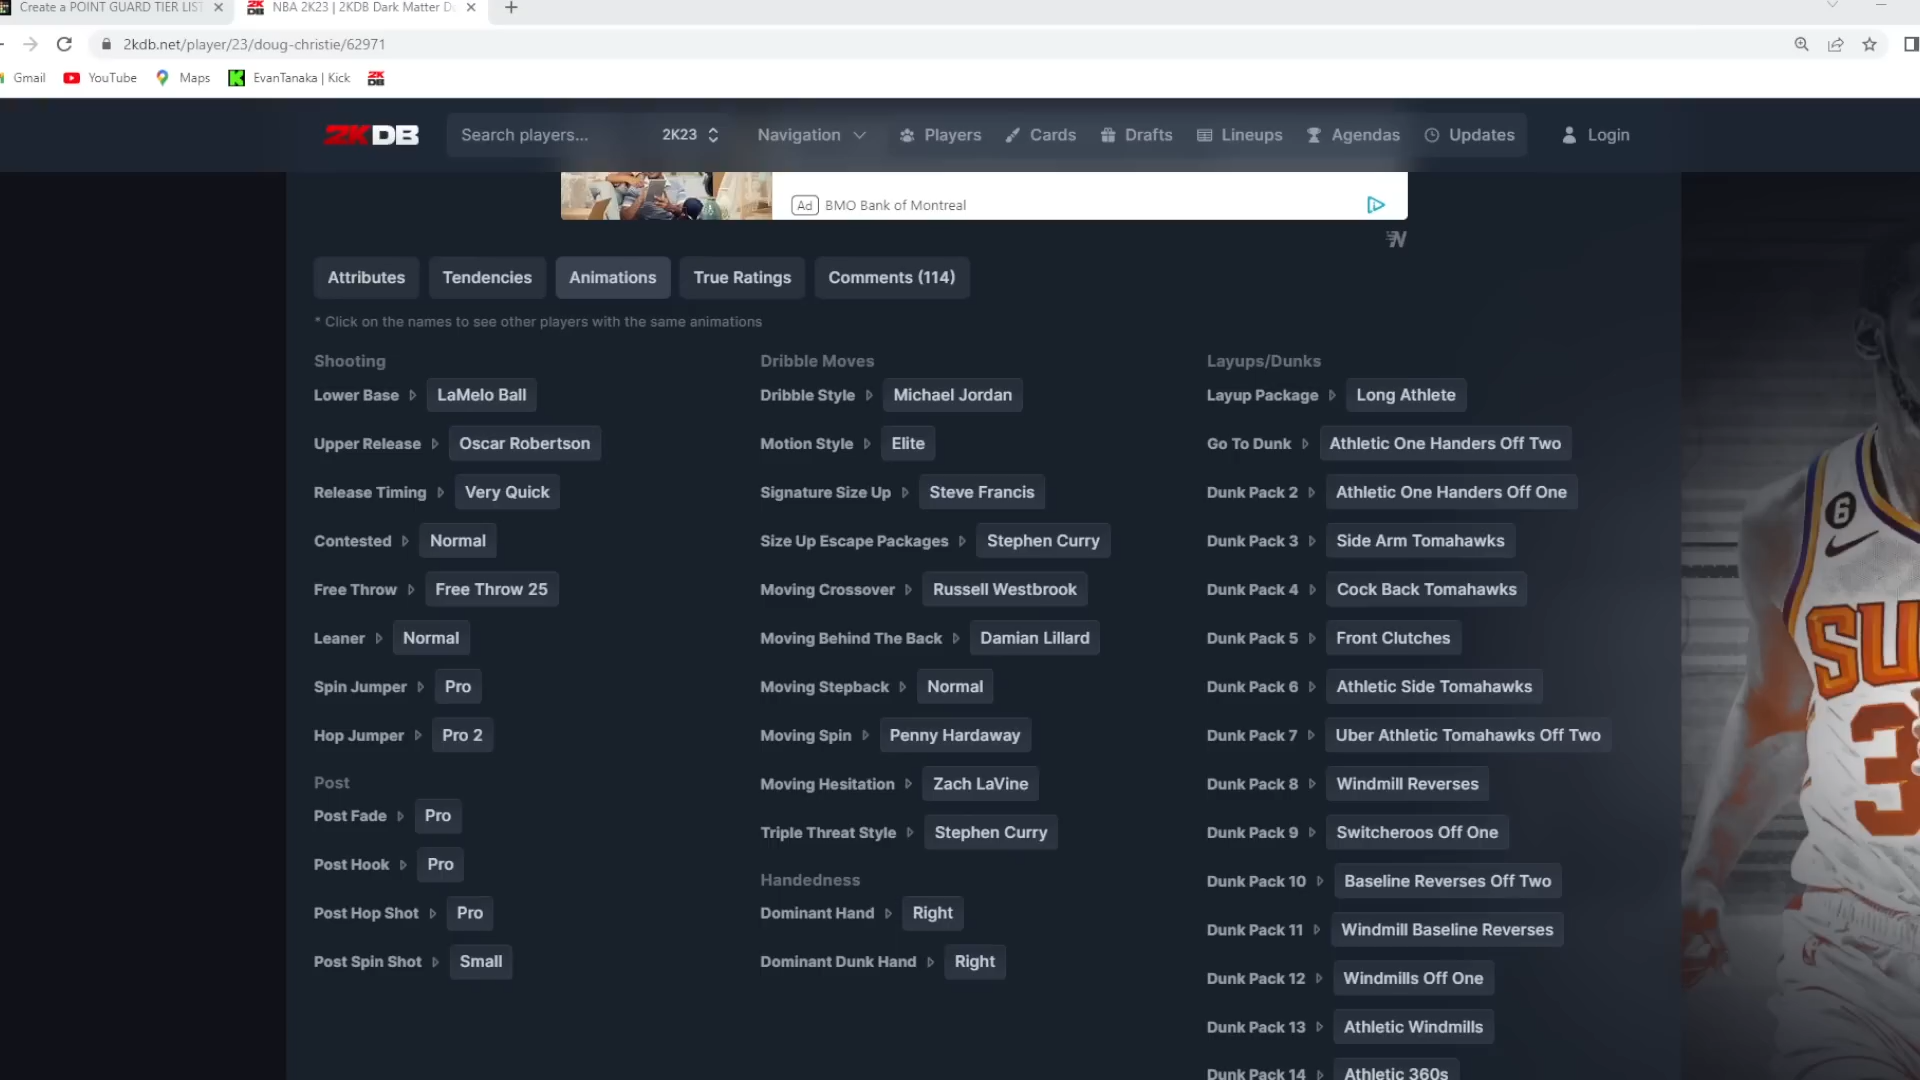 Create a POINT GUARD TIER LIST
NBA 2K23 | 2KDB Dark Matter
2kdb.net/player/23/doug-christie/62971
Gmail YouTube Maps EvanTanaka | Kick 2K DB
2KDB Search players... 2K23 Navigation Players Cards Drafts Lineups Agendas Updates Login
Ad BMO Bank of Montreal
Attributes Tendencies Animations True Ratings Comments (114)
* Click on the names to see other players with the same animations
Shooting
Lower Base LaMelo Ball
Upper Release Oscar Robertson
Release Timing Very Quick
Contested Normal
Free Throw Free Throw 25
Leaner Normal
Spin Jumper Pro
Hop Jumper Pro 2
Post
Post Fade Pro
Post Hook Pro
Post Hop Shot Pro
Post Spin Shot Small
Dribble Moves
Dribble Style Michael Jordan
Motion Style Elite
Signature Size Up Steve Francis
Size Up Escape Packages Stephen Curry
Moving Crossover Russell Westbrook
Moving Behind The Back Damian Lillard
Moving Stepback Normal
Moving Spin Penny Hardaway
Moving Hesitation Zach LaVine
Triple Threat Style Stephen Curry
Handedness
Dominant Hand Right
Dominant Dunk Hand Right
Layups/Dunks
Layup Package Long Athlete
Go To Dunk Athletic One Handers Off Two
Dunk Pack 2 Athletic One Handers Off One
Dunk Pack 3 Side Arm Tomahawks
Dunk Pack 4 Cock Back Tomahawks
Dunk Pack 5 Front Clutches
Dunk Pack 6 Athletic Side Tomahawks
Dunk Pack 7 Uber Athletic Tomahawks Off Two
Dunk Pack 8 Windmill Reverses
Dunk Pack 9 Switcheroos Off One
Dunk Pack 10 Baseline Reverses Off Two
Dunk Pack 11 Windmill Baseline Reverses
Dunk Pack 12 Windmills Off One
Dunk Pack 13 Athletic Windmills
Dunk Pack 14 Athletic 360s
6
SU
3